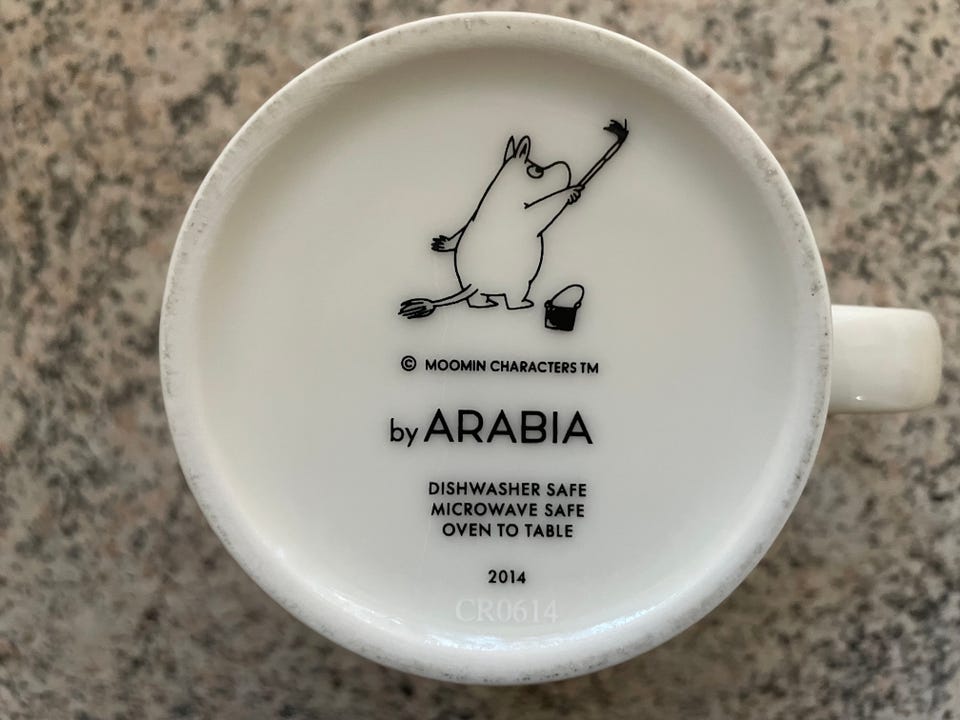 © MOOMIN CHARACTERS TM
by ARABIA
DISHWASHER SAFE
MICROWAVE SAFE
OVEN TO TABLE
2014
CR0614